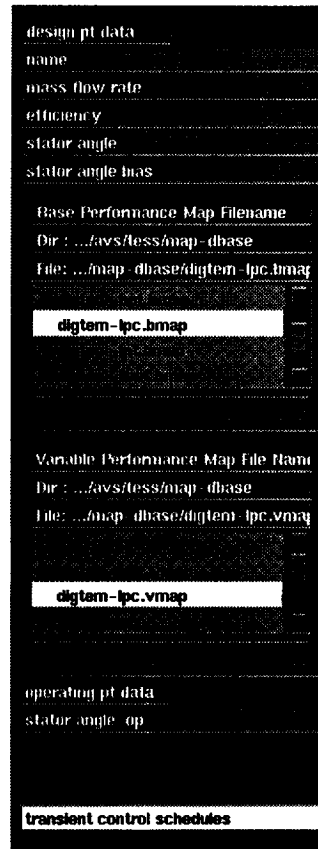 design pt data
name
mass flow rate
efficiency
stator angle
stator angle bias
Base Performance Map Filename
Dir : .../avs/tess/map-dbase
File: .../map-dbase/digtem-lpc.bmap
digtem-lpc.bmap
Variable Performance Map File Name
Dir : .../avs/tess/map-dbase
File: .../map-dbase/digtem-lpc.vmap
digtem-lpc.vmap
operating pt data
stator angle op
transient control schedules